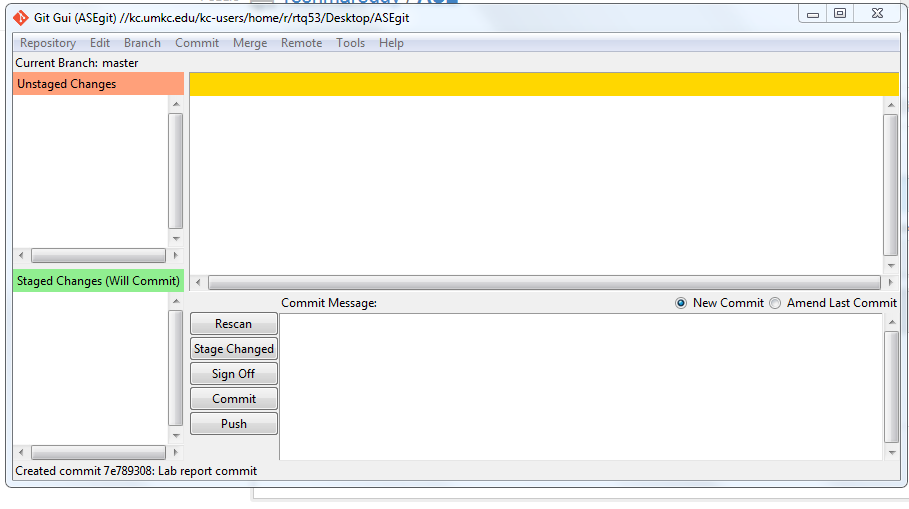 Git Gui (ASEgit) //kc.umkc.edu/kc-users/home/r/rtq53/Desktop/ASEgit
Repository Edit Branch Commit Merge Remote Tools Help
Current Branch: master
Unstaged Changes
Staged Changes (Will Commit)
Commit Message: New Commit Amend Last Commit
Rescan
Stage Changed
Sign Off
Commit
Push
Created commit 7e789308: Lab report commit